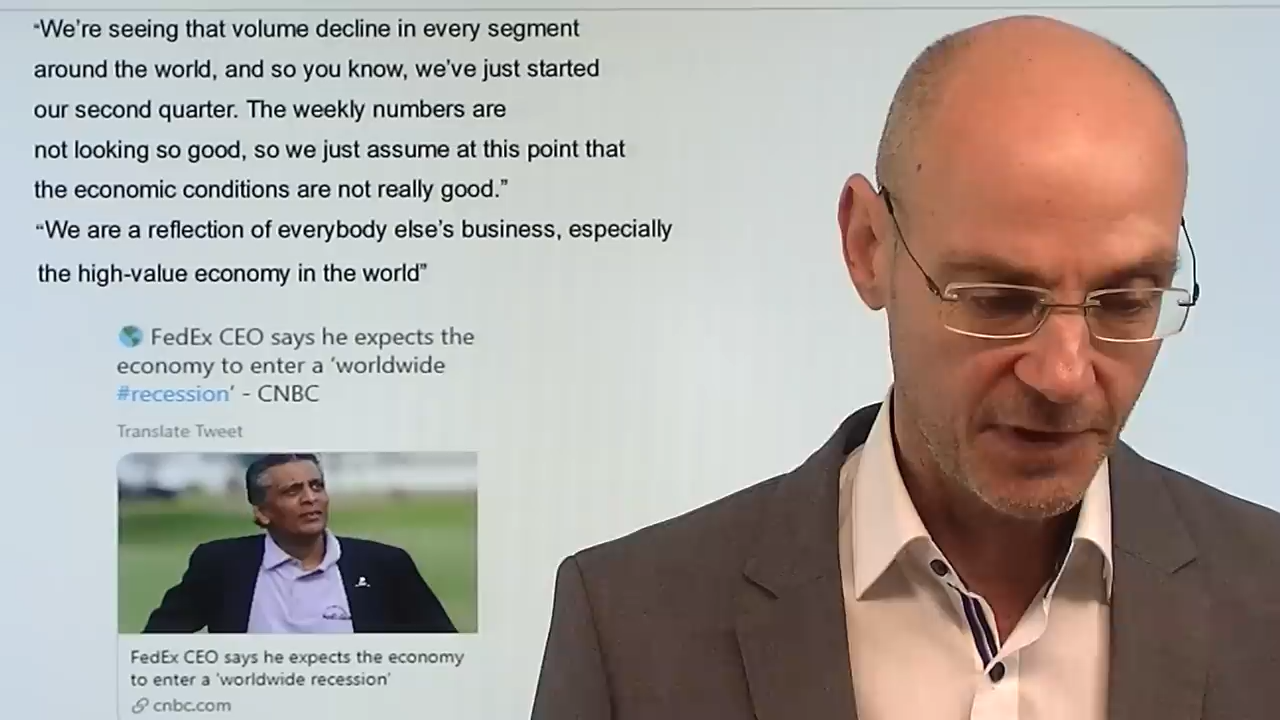 “We’re seeing that volume decline in every segment
around the world, and so you know, we’ve just started
our second quarter. The weekly numbers are
not looking so good, so we just assume at this point that
the economic conditions are not really good.”
“We are a reflection of everybody else’s business, especially
the high-value economy in the world”
FedEx CEO says he expects the
economy to enter a ‘worldwide
#recession’ - CNBC
Translate Tweet
FedEx CEO says he expects the economy
to enter a ‘worldwide recession’
cnbc.com